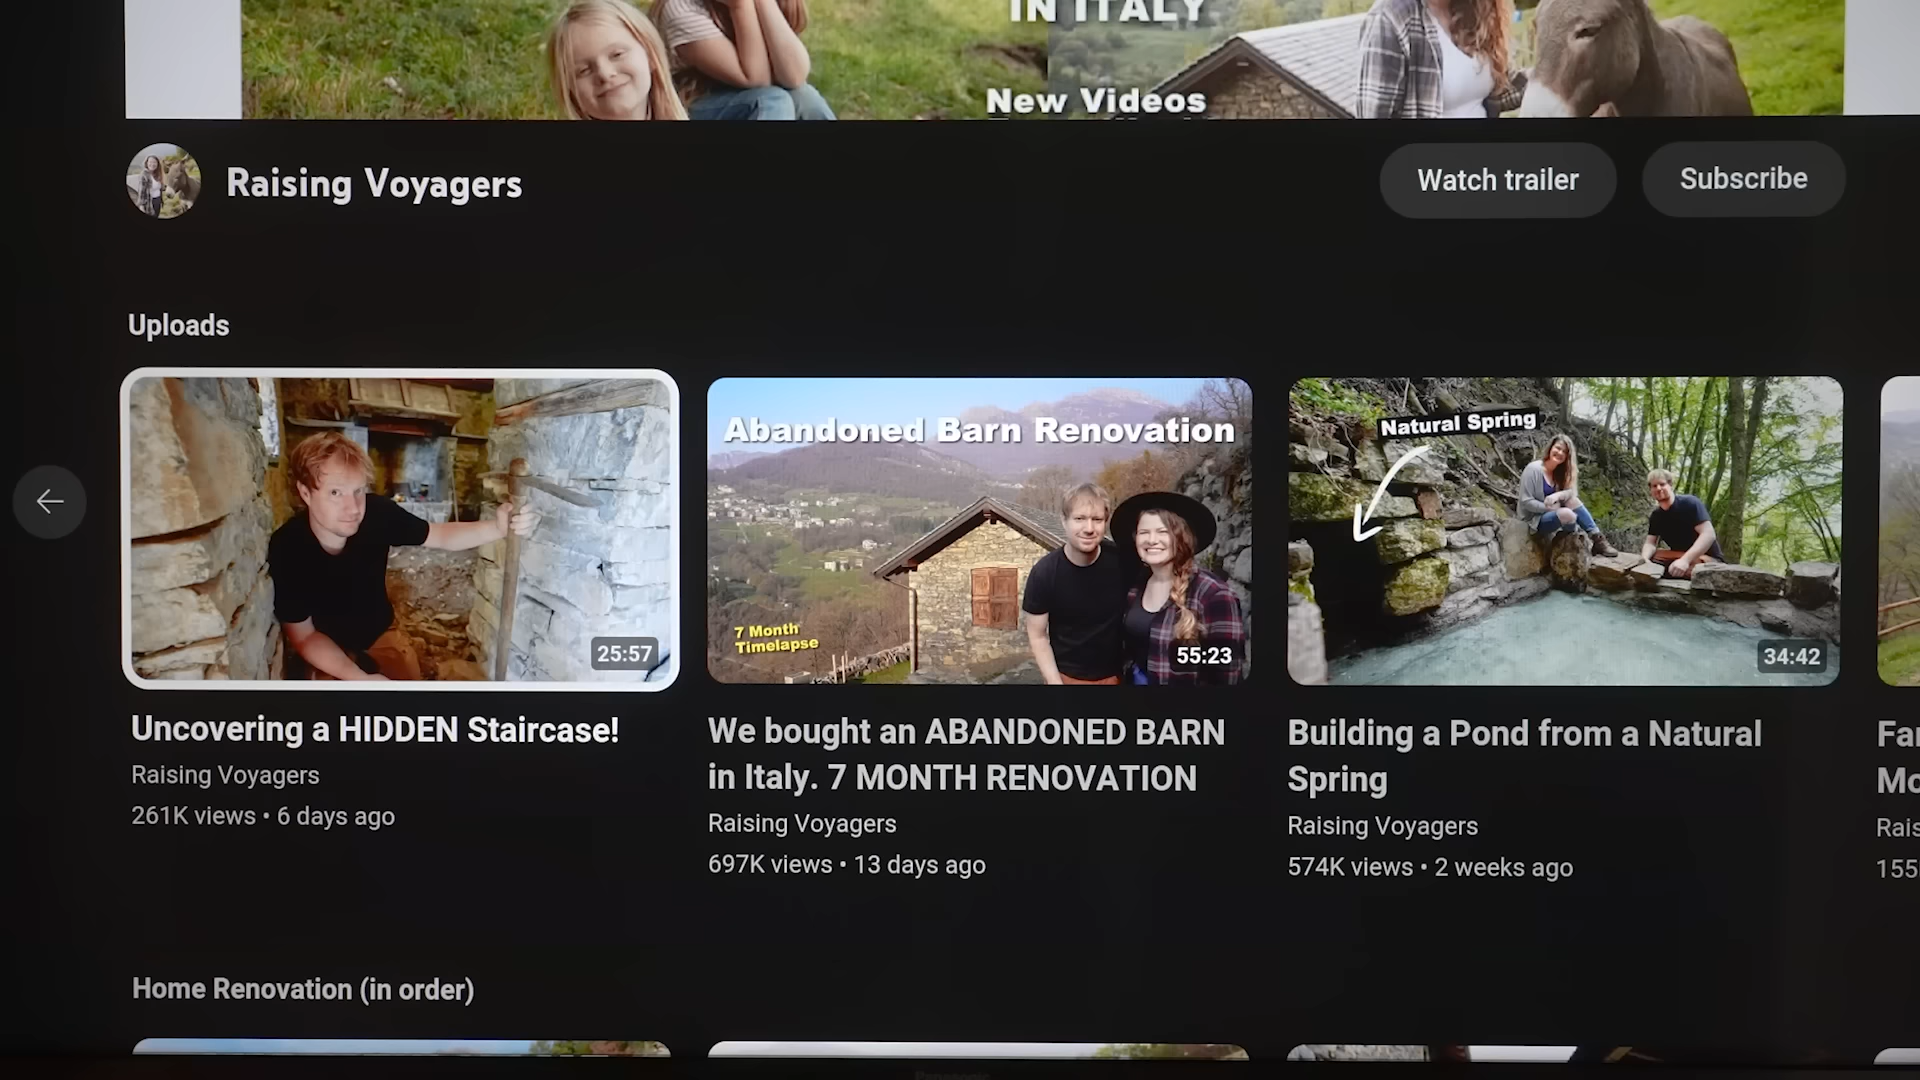 IN ITALY
New Videos
Raising Voyagers
Watch trailer
Subscribe
Uploads
25:57
Abandoned Barn Renovation
7 Month
Timelapse
55:23
Natural Spring
34:42
Uncovering a HIDDEN Staircase!
Raising Voyagers
261K views • 6 days ago
We bought an ABANDONED BARN
in Italy. 7 MONTH RENOVATION
Raising Voyagers
697K views • 13 days ago
Building a Pond from a Natural
Spring
Raising Voyagers
574K views • 2 weeks ago
155
Home Renovation (in order)
Panasonic